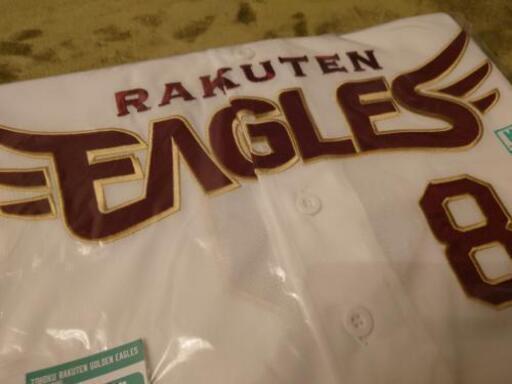 RAKUTEN
EAGLES
8
TOHOKU RAKUTEN GOLDEN EAGLES